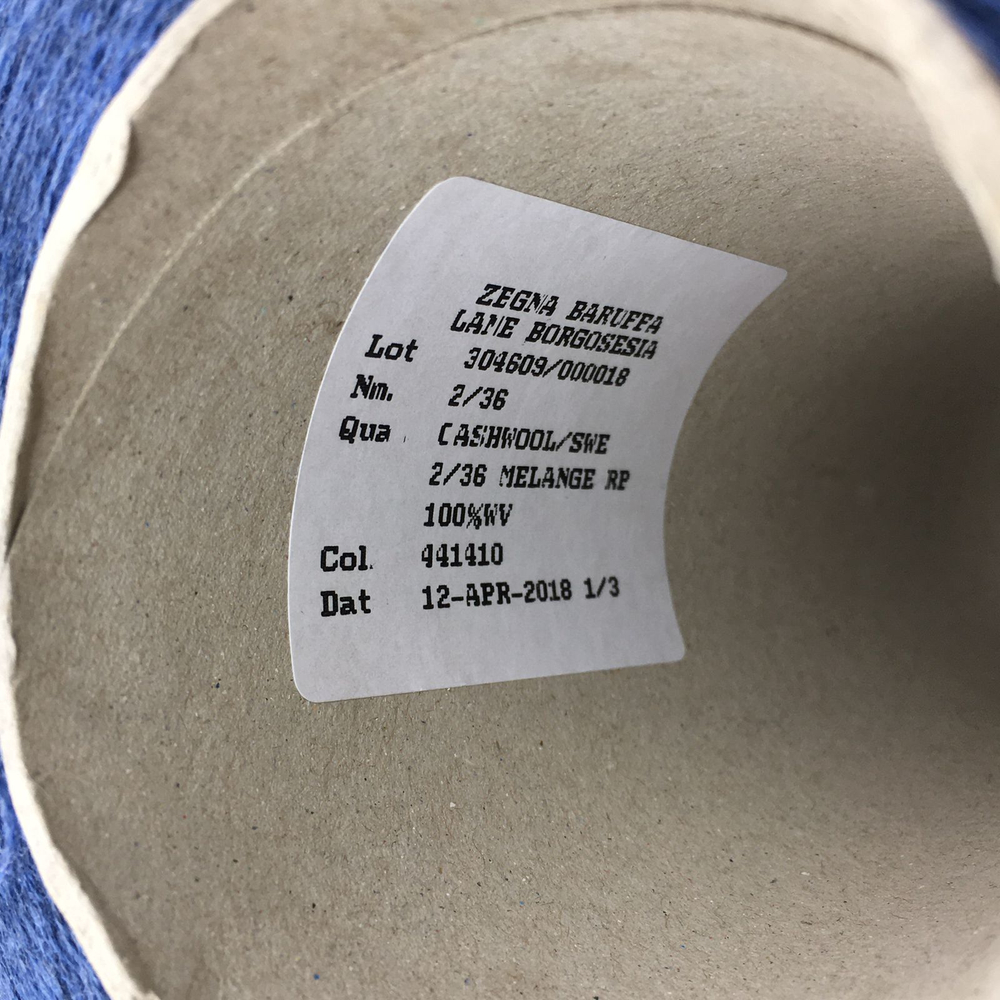 ZEGNA BARUFFA
LANE BORGOSESIA
Lot 304609/000018
Nm. 2/36
Qua. CASHWOOL/SWE
2/36 MELANGE RP
100%WV
Col. 441410
Dat 12-APR-2018 1/3